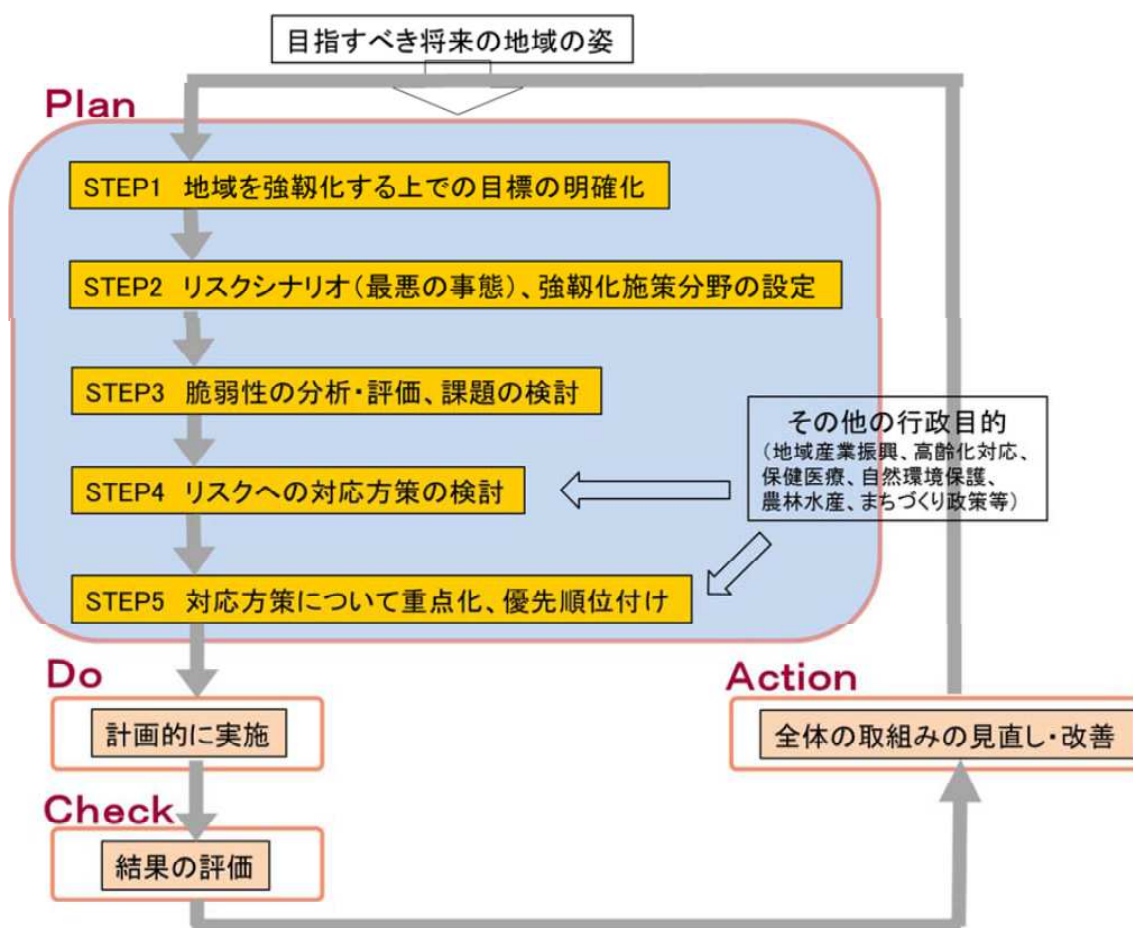 目指すべき将来の地域の姿
Plan
STEP1 地域を強靱化する上での目標の明確化
STEP2 リスクシナリオ(最悪の事態)、強靱化施策分野の設定
STEP3 脆弱性の分析・評価、課題の検討
その他の行政目的
(地域産業振興、高齢化対応、
保健医療、自然環境保護、
農林水産、まちづくり政策等)
STEP4 リスクへの対応方策の検討
STEP5 対応方策について重点化、優先順位付け
Do
計画的に実施
Check
結果の評価
Action
全体の取組みの見直し・改善